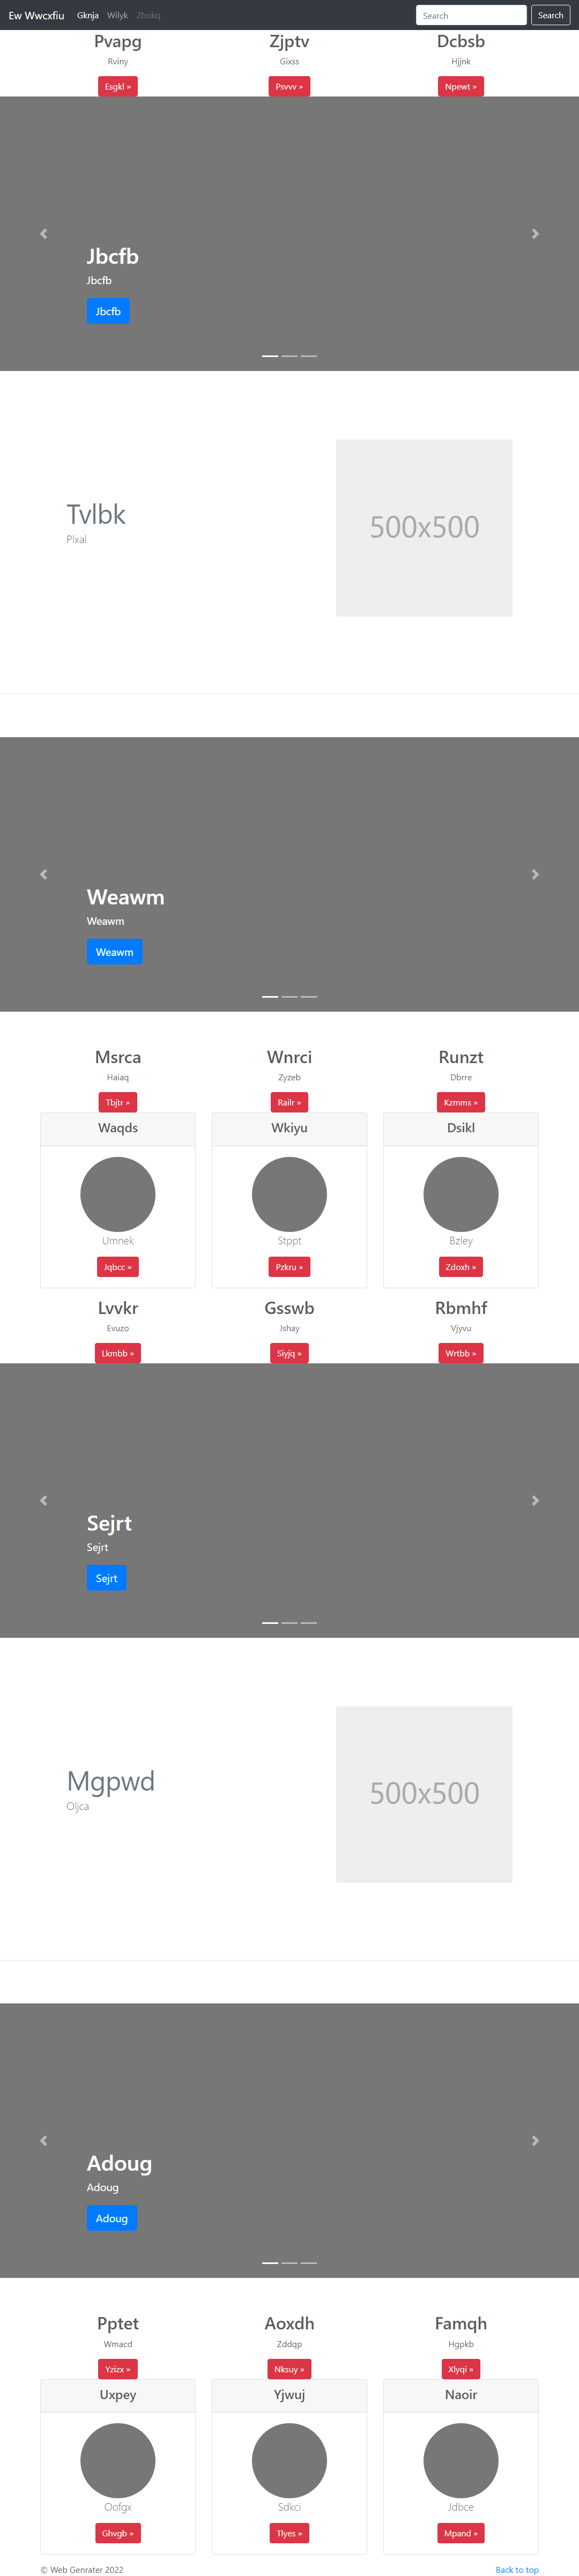 Ew Wwcxfiu Gknja Wilyk Zhokq Search Search
Pvapg Zjptv Dcbsb
Rviny Gixss Hjjnk
Esgkl » Psvvv » Npewt »
Jbcfb
Jbcfb
Jbcfb
Tvlbk
Plxal
500x500
Weawm
Weawm
Weawm
Msrca Wnrci Runzt
Haiaq Zyzeb Dbrre
Tbjtr » Railr » Kzmms »
Waqds Wkiyu Dsikl
Umnek Stppt Bzley
Jqbcc » Pzkru » Zdoxh »
Lvvkr Gsswb Rbmhf
Evuzo Jshay Vjyvu
Lkmbb » Siyjq » Wrtbb »
Sejrt
Sejrt
Sejrt
Mgpwd
Oljca
500x500
Adoug
Adoug
Adoug
Pptet Aoxdh Famqh
Wmacd Zddqp Hgpkb
Yzizx » Nksuy » Xlyqi »
Uxpey Yjwuj Naoir
Oofgx Sdkci Jdbce
Ghvgb » Tlyes » Mpand »
© Web Genrater 2022 Back to top